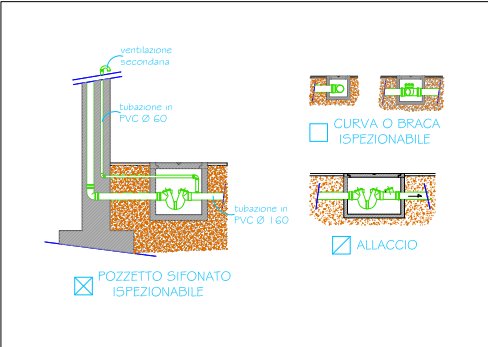 ventilazione
secondaria
tubazione in
PVC Ø 60
tubazione in
PVC Ø 160
POZZETTO SIFONATO
ISPEZIONABILE
CURVA O BRACA
ISPEZIONABILE
ALLACCIO